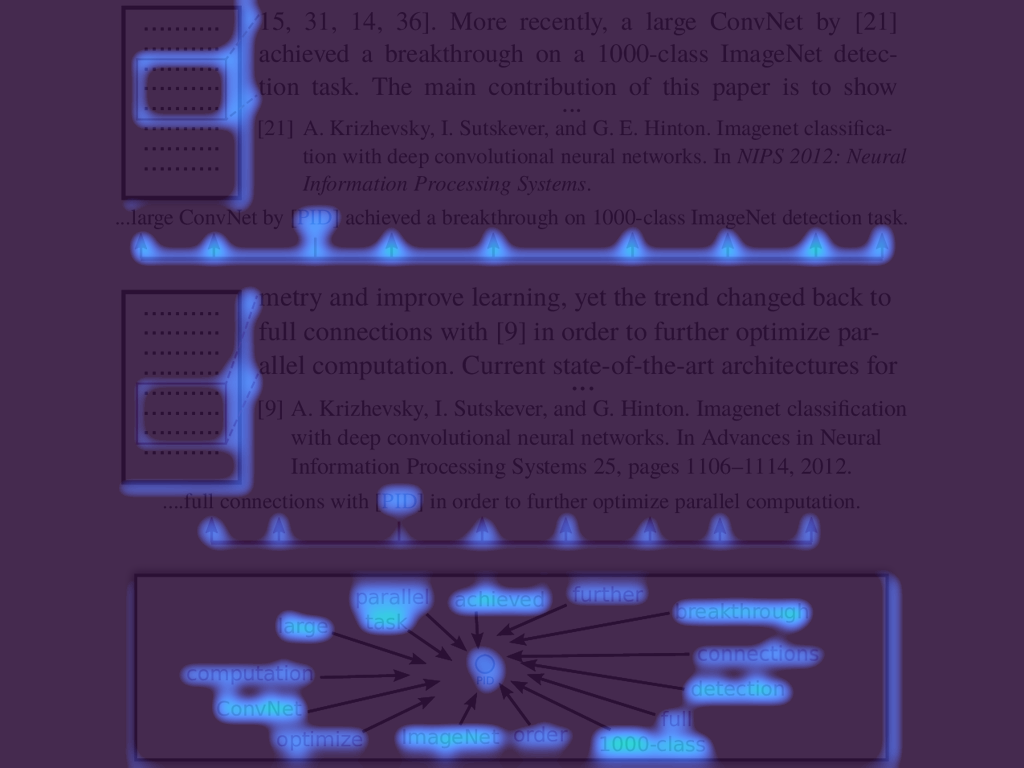 15, 31, 14, 36]. More recently, a large ConvNet by [21]
achieved a breakthrough on a 1000-class ImageNet detec-
tion task. The main contribution of this paper is to show
...
[21] A. Krizhevsky, I. Sutskever, and G. E. Hinton. Imagenet classifica-
tion with deep convolutional neural networks. In NIPS 2012: Neural
Information Processing Systems.
...large ConvNet by [PID] achieved a breakthrough on 1000-class ImageNet detection task.
metry and improve learning, yet the trend changed back to
full connections with [9] in order to further optimize par-
allel computation. Current state-of-the-art architectures for
...
[9] A. Krizhevsky, I. Sutskever, and G. Hinton. Imagenet classification
with deep convolutional neural networks. In Advances in Neural
Information Processing Systems 25, pages 1106–1114, 2012.
....full connections with [PID] in order to further optimize parallel computation.
parallel achieved further
breakthrough
large task
connections
computation PID detection
ConvNet full
optimize ImageNet order 1000-class